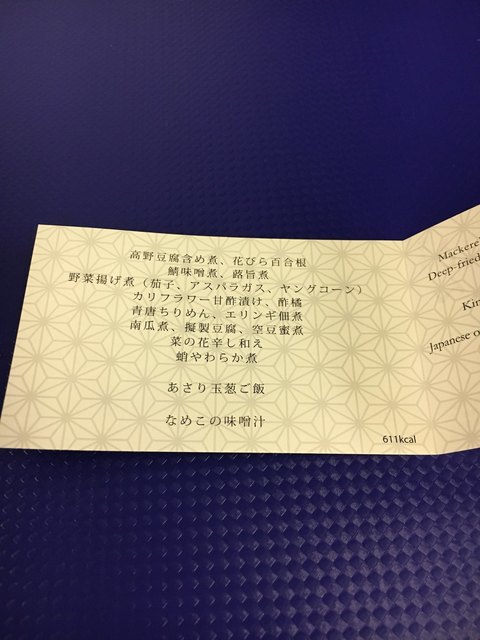 高野豆腐含め煮、花びら百合根
鯖味噌煮、蕗旨煮
野菜揚げ煮（茄子、アスパラガス、ヤングコーン）
カリフラワー甘酢漬け、酢橘
青唐ちりめん、エリンギ佃煮
南瓜煮、擬製豆腐、空豆蜜煮
菜の花辛し和え
蛸やわらか煮
あさり玉葱ご飯
なめこの味噌汁
611kcal
Mackerel
Deep-fried
Japanese